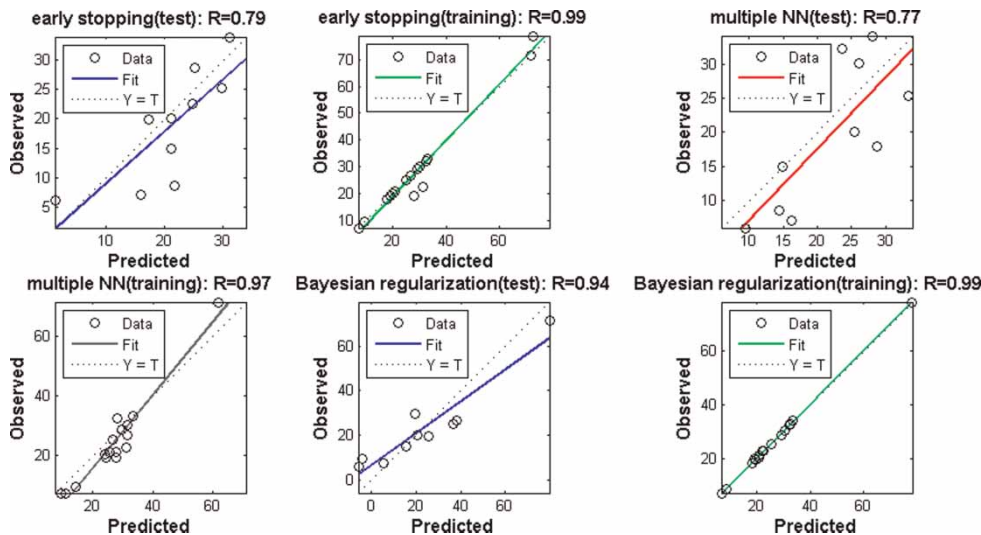 early stopping(test): R=0.79
30
25
20
15
10
5
Observed
Data
Fit
Y = T
10
20
30
Predicted
early stopping(training): R=0.99
70
60
50
40
30
20
10
Observed
Data
Fit
Y = T
20
40
60
Predicted
multiple NN(test): R=0.77
30
25
20
15
10
Observed
Data
Fit
Y = T
10
15
20
25
30
Predicted
multiple NN(training): R=0.97
60
40
20
Observed
Data
Fit
Y = T
20
40
60
Predicted
Bayesian regularization(test): R=0.94
60
40
20
0
Observed
Data
Fit
Y = T
0
20
40
60
Predicted
Bayesian regularization(training): R=0.99
60
40
20
Observed
Data
Fit
Y = T
20
40
60
Predicted